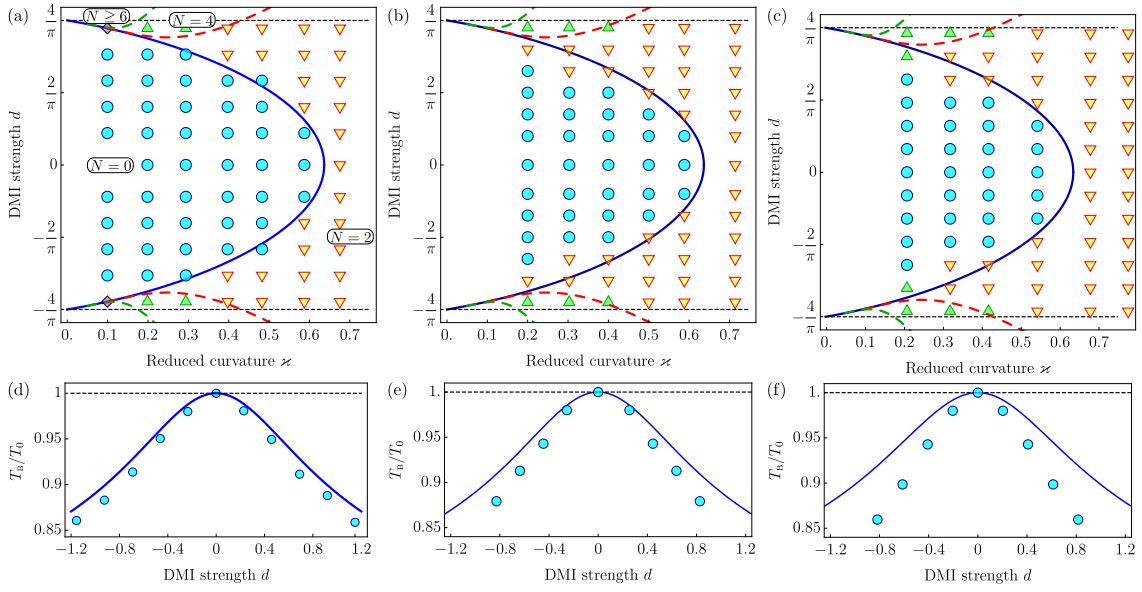 (a)
N ≥ 6
N = 4
N = 0
N = 2
DMI strength d
4/π
2/π
0
−2/π
−4/π
0. 0.1 0.2 0.3 0.4 0.5 0.6 0.7
Reduced curvature ϰ
(b)
DMI strength d
4/π
2/π
0
−2/π
−4/π
0. 0.1 0.2 0.3 0.4 0.5 0.6 0.7
Reduced curvature ϰ
(c)
DMI strength d
4/π
2/π
0
−2/π
−4/π
0. 0.1 0.2 0.3 0.4 0.5 0.6 0.7
Reduced curvature ϰ
(d)
T_B/T_0
1
0.95
0.9
0.85
−1.2 −0.8 −0.4 0 0.4 0.8 1.2
DMI strength d
(e)
T_B/T_0
1.
0.95
0.9
0.85
−1.2 −0.8 −0.4 0 0.4 0.8 1.2
DMI strength d
(f)
T_B/T_0
1.
0.95
0.9
0.85
−1.2 −0.8 −0.4 0 0.4 0.8 1.2
DMI strength d